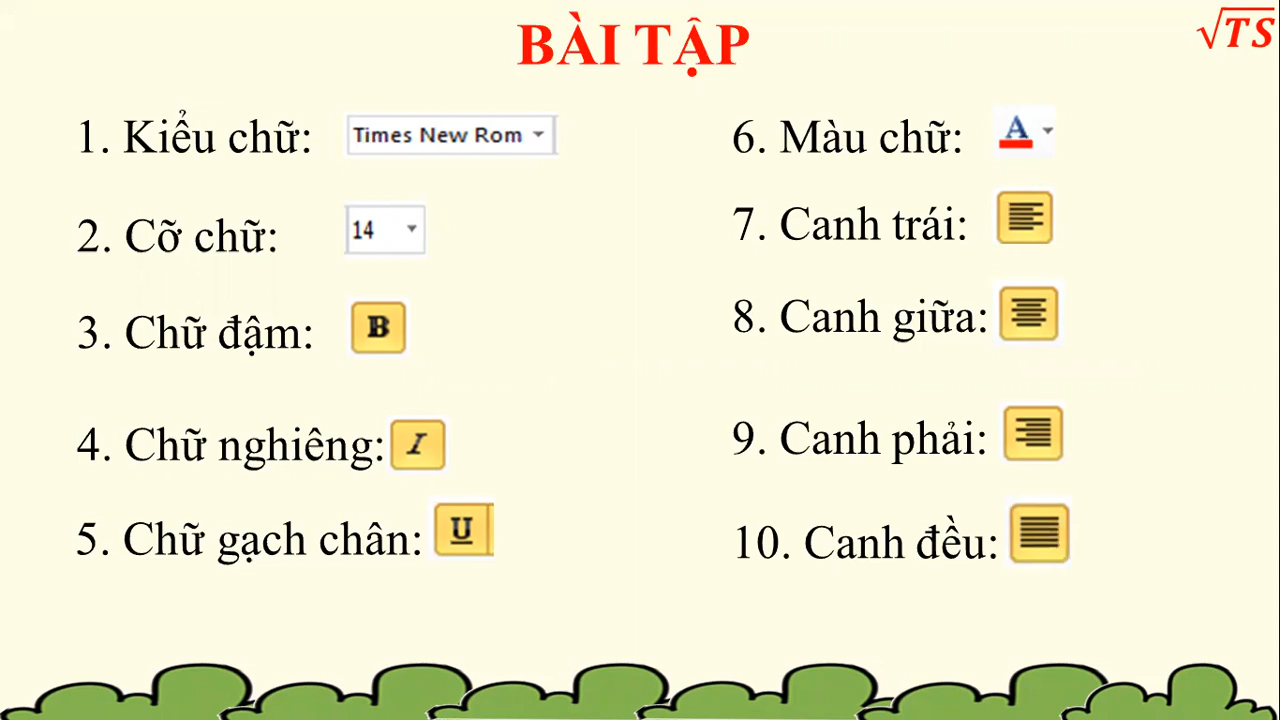 BÀI TẬP
√TS
1. Kiểu chữ: Times New Rom
2. Cỡ chữ: 14
3. Chữ đậm: B
4. Chữ nghiêng: I
5. Chữ gạch chân: U
6. Màu chữ: A
7. Canh trái:
8. Canh giữa:
9. Canh phải:
10. Canh đều: